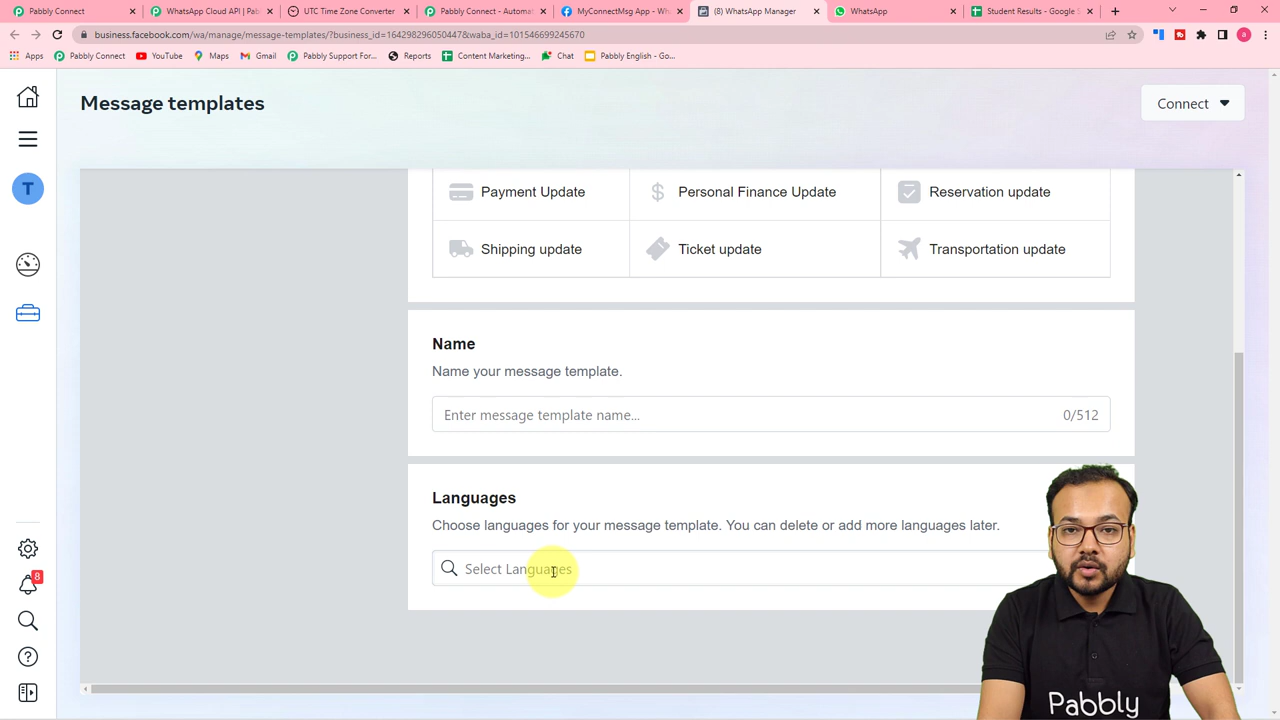 Pabbly Connect
WhatsApp Cloud API | Pab
UTC Time Zone Converter
Pabbly Connect - Automat
MyConnectMsg App - Wh
(8) WhatsApp Manager
WhatsApp
Student Results - Google S
business.facebook.com/wa/manage/message-templates/?business_id=164298296050447&waba_id=101546699245670
Apps
Pabbly Connect
YouTube
Maps
Gmail
Pabbly Support For...
Reports
Content Marketing...
Chat
Pabbly English - Go...
Message templates
Connect
T
Payment Update
Personal Finance Update
Reservation update
Shipping update
Ticket update
Transportation update
Name
Name your message template.
Enter message template name...
0/512
Languages
Choose languages for your message template. You can delete or add more languages later.
Select Languages
8
Pabbly